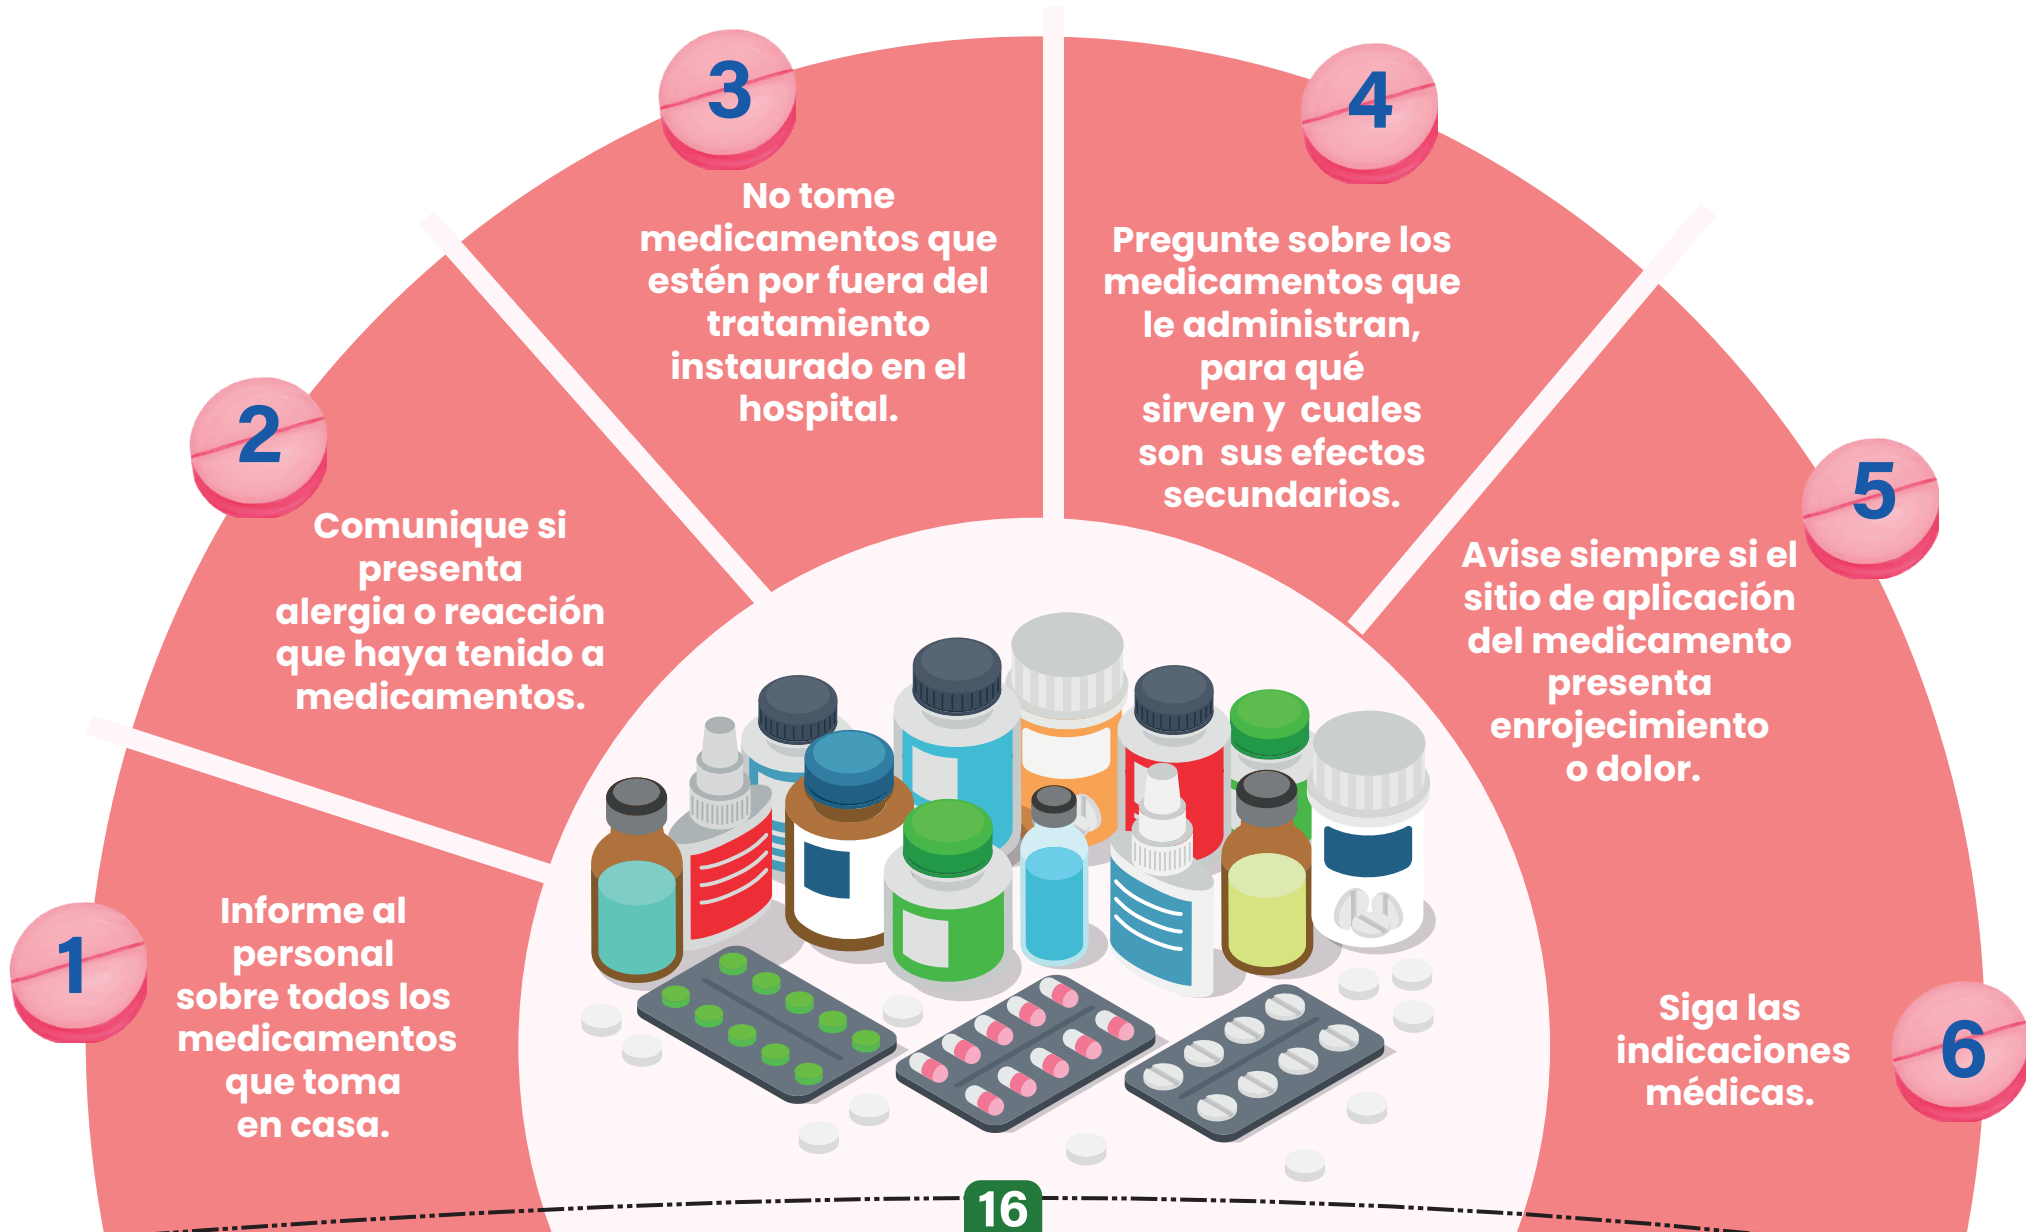 1
Informe al
personal
sobre todos los
medicamentos
que toma
en casa.
2
Comunique si
presenta
alergia o reacción
que haya tenido a
medicamentos.
3
No tome
medicamentos que
estén por fuera del
tratamiento
instaurado en el
hospital.
4
Pregunte sobre los
medicamentos que
le administran,
para qué
sirven y cuales
son sus efectos
secundarios.
5
Avise siempre si el
sitio de aplicación
del medicamento
presenta
enrojecimiento
o dolor.
6
Siga las
indicaciones
médicas.
16